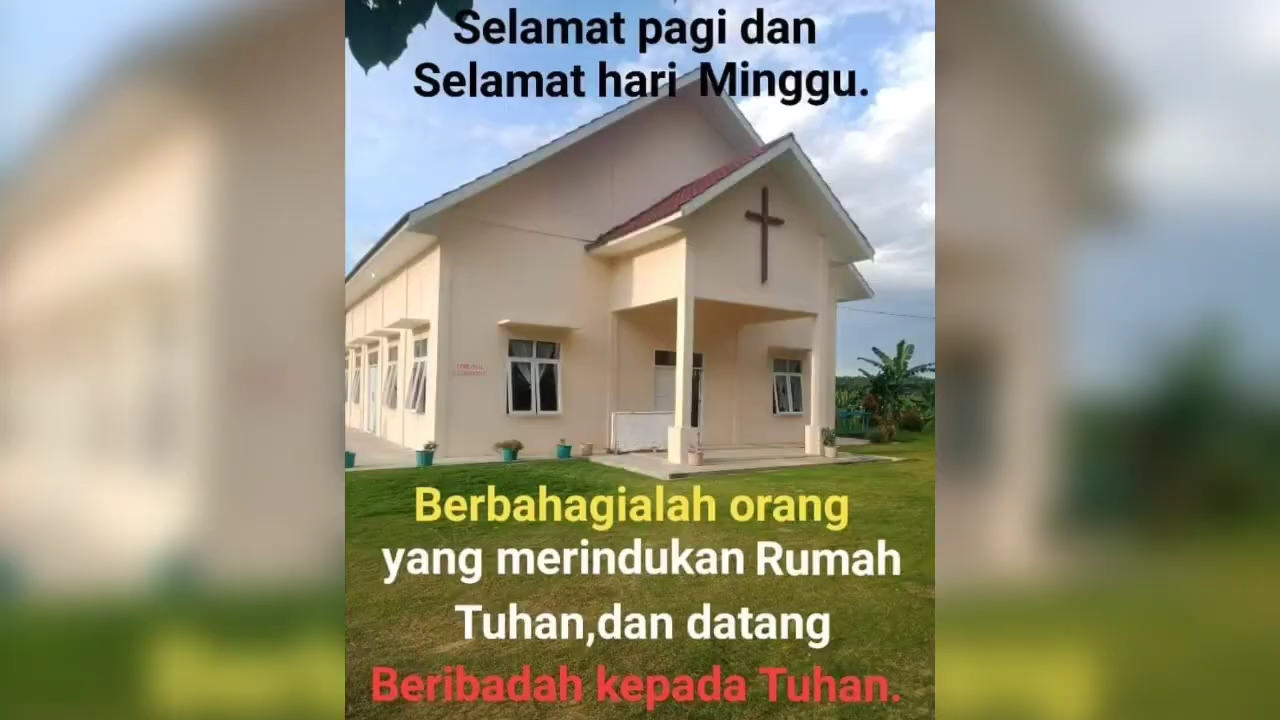 Selamat pagi dan
Selamat hari Minggu.
Berbahagialah orang
yang merindukan Rumah
Tuhan,dan datang
Beribadah kepada Tuhan.